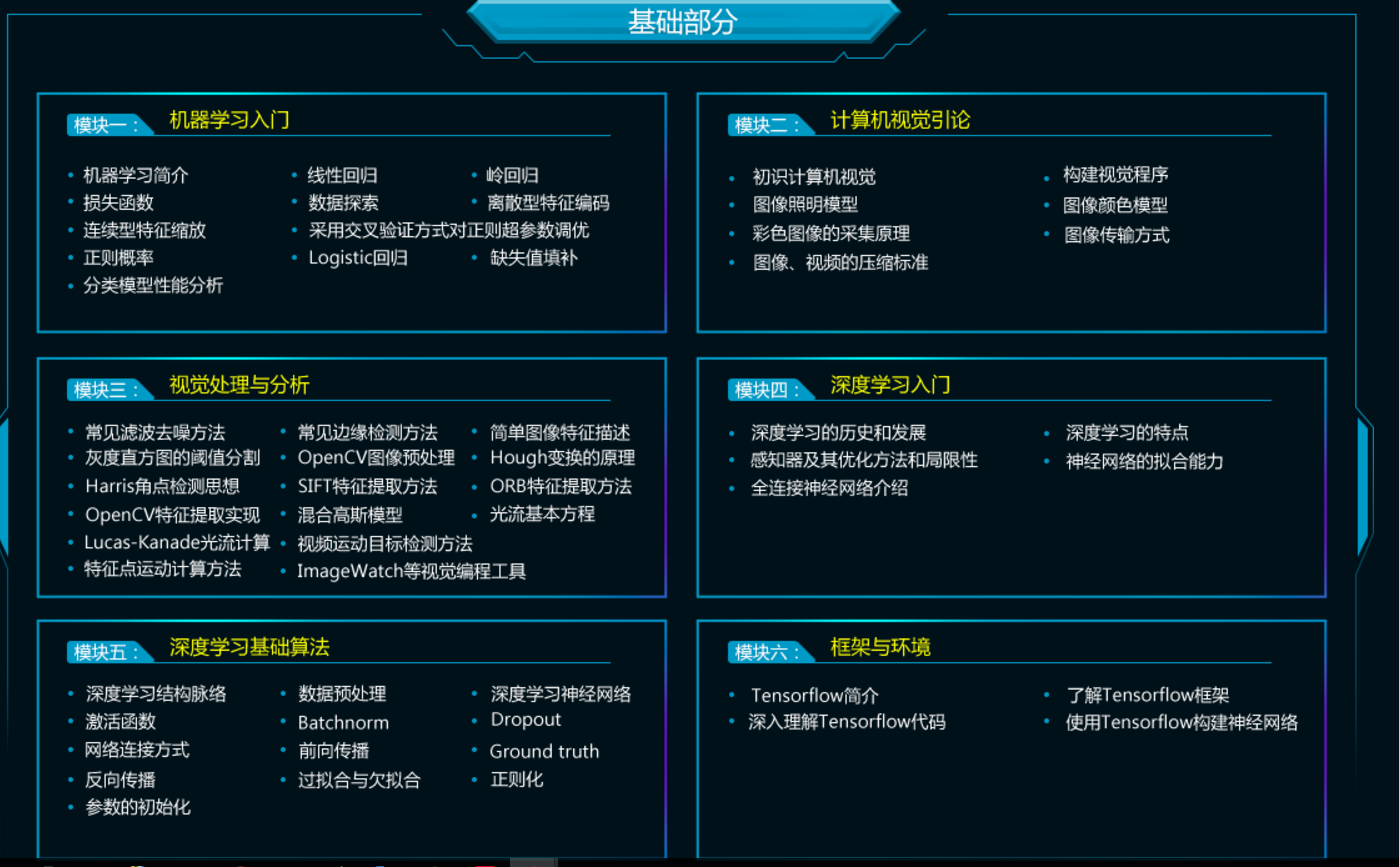 基础部分
模块一：
机器学习入门
机器学习简介
线性回归
岭回归
损失函数
数据探索
离散型特征编码
连续型特征缩放
采用交叉验证方式对正则超参数调优
正则概率
Logistic回归
缺失值填补
分类模型性能分析
模块二：
计算机视觉引论
初识计算机视觉
构建视觉程序
图像照明模型
图像颜色模型
彩色图像的采集原理
图像传输方式
图像、视频的压缩标准
模块三：
视觉处理与分析
常见滤波去噪方法
常见边缘检测方法
简单图像特征描述
灰度直方图的阈值分割
OpenCV图像预处理
Hough变换的原理
Harris角点检测思想
SIFT特征提取方法
ORB特征提取方法
OpenCV特征提取实现
混合高斯模型
光流基本方程
Lucas-Kanade光流计算
视频运动目标检测方法
特征点运动计算方法
ImageWatch等视觉编程工具
模块四：
深度学习入门
深度学习的历史和发展
深度学习的特点
感知器及其优化方法和局限性
神经网络的拟合能力
全连接神经网络介绍
模块五：
深度学习基础算法
深度学习结构脉络
数据预处理
深度学习神经网络
激活函数
Batchnorm
Dropout
网络连接方式
前向传播
Ground truth
反向传播
过拟合与欠拟合
正则化
参数的初始化
模块六：
框架与环境
Tensorflow简介
了解Tensorflow框架
深入理解Tensorflow代码
使用Tensorflow构建神经网络